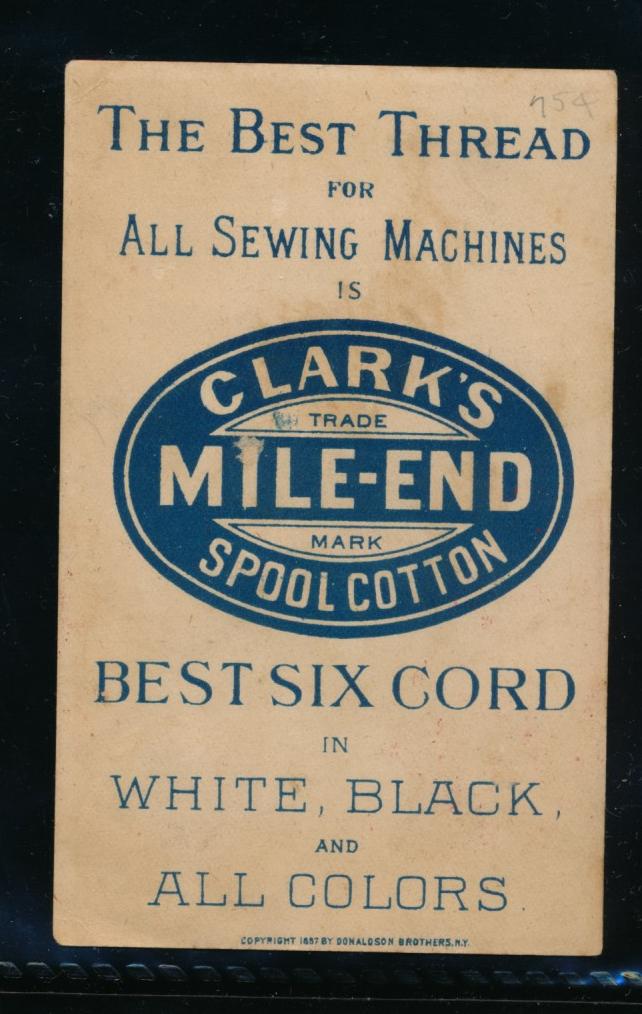 754
THE BEST THREAD
FOR
ALL SEWING MACHINES
IS
CLARK'S
TRADE
MILE-END
MARK
SPOOL COTTON
BEST SIX CORD
IN
WHITE, BLACK,
AND
ALL COLORS.
COPYRIGHT 1887 BY DONALDSON BROTHERS, N.Y.